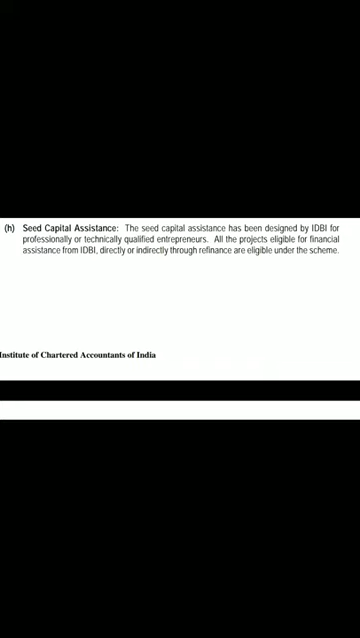 (h) Seed Capital Assistance: The seed capital assistance has been designed by IDBI for
professionally or technically qualified entrepreneurs. All the projects eligible for financial
assistance from IDBI, directly or indirectly through refinance are eligible under the scheme.
Institute of Chartered Accountants of India